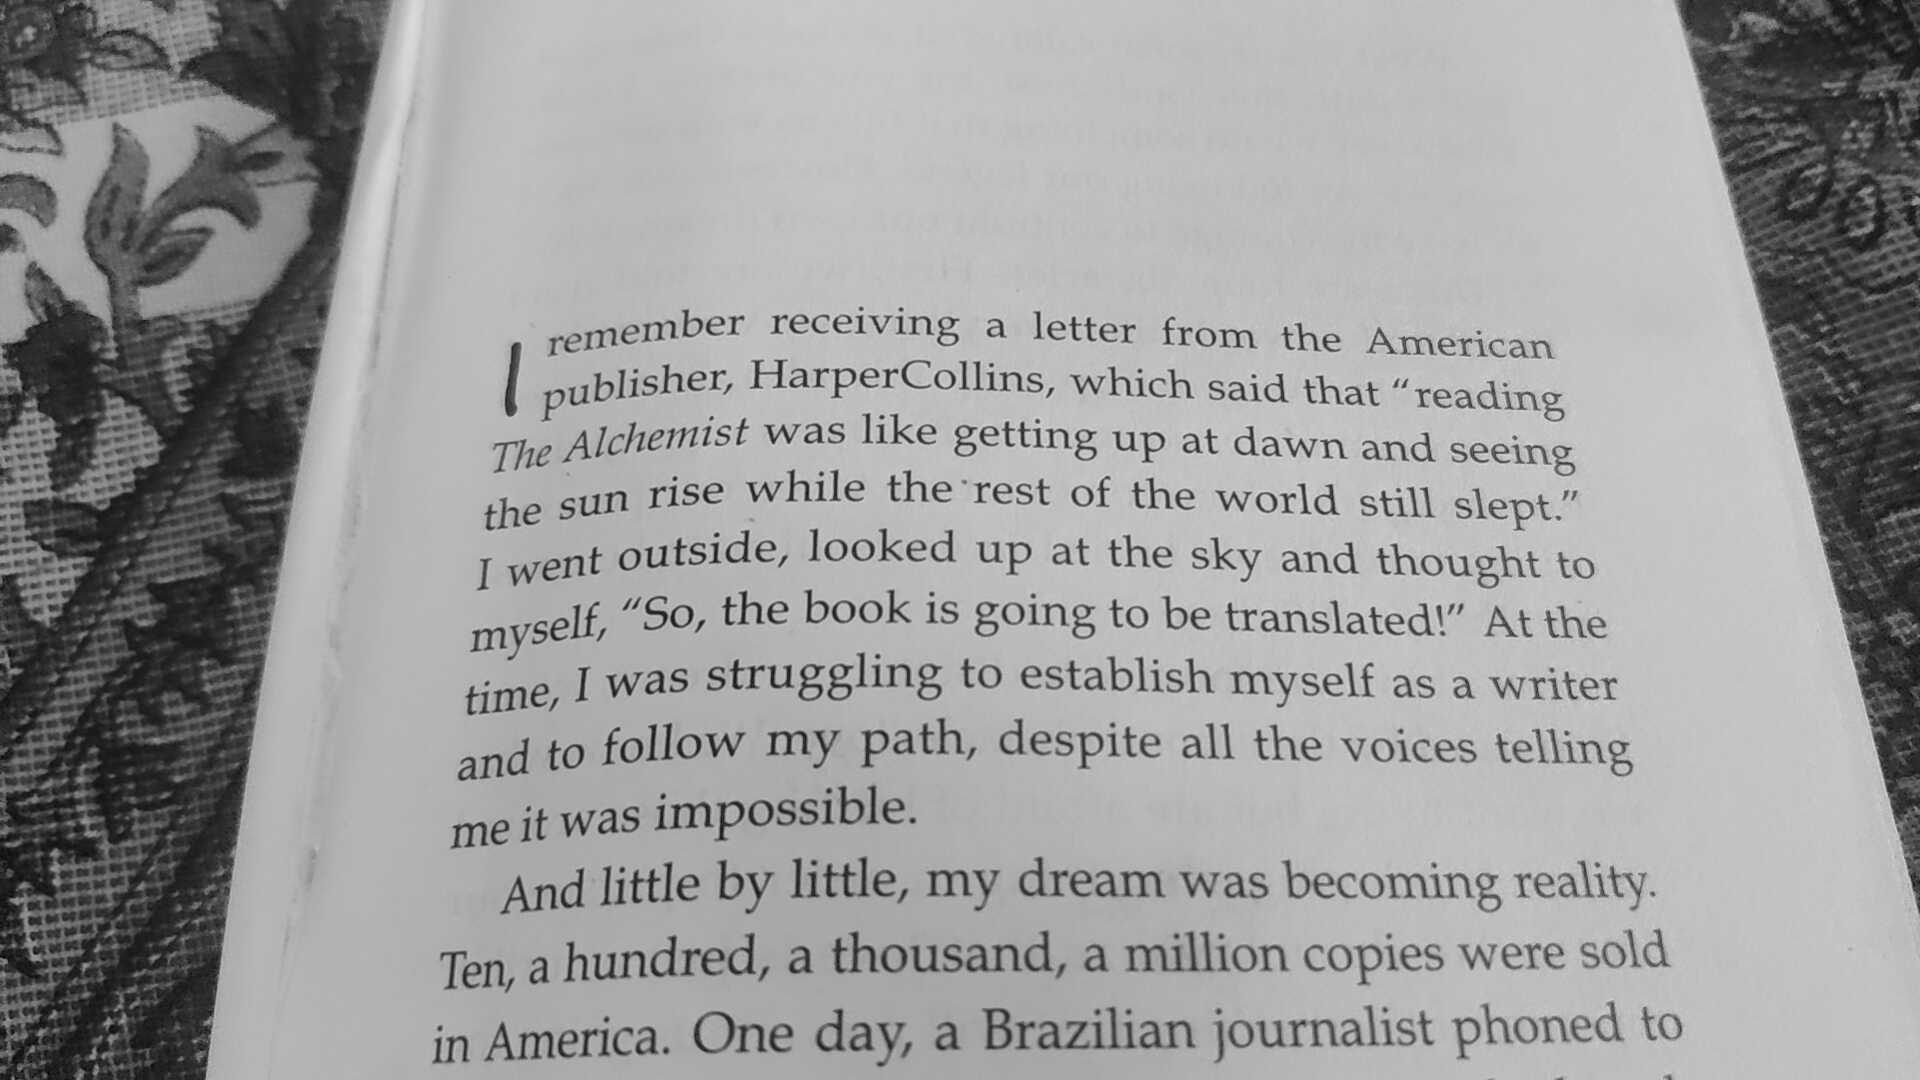 I remember receiving a letter from the American
publisher, HarperCollins, which said that “reading
The Alchemist was like getting up at dawn and seeing
the sun rise while the rest of the world still slept.”
I went outside, looked up at the sky and thought to
myself, “So, the book is going to be translated!” At the
time, I was struggling to establish myself as a writer
and to follow my path, despite all the voices telling
me it was impossible.
And little by little, my dream was becoming reality.
Ten, a hundred, a thousand, a million copies were sold
in America. One day, a Brazilian journalist phoned to